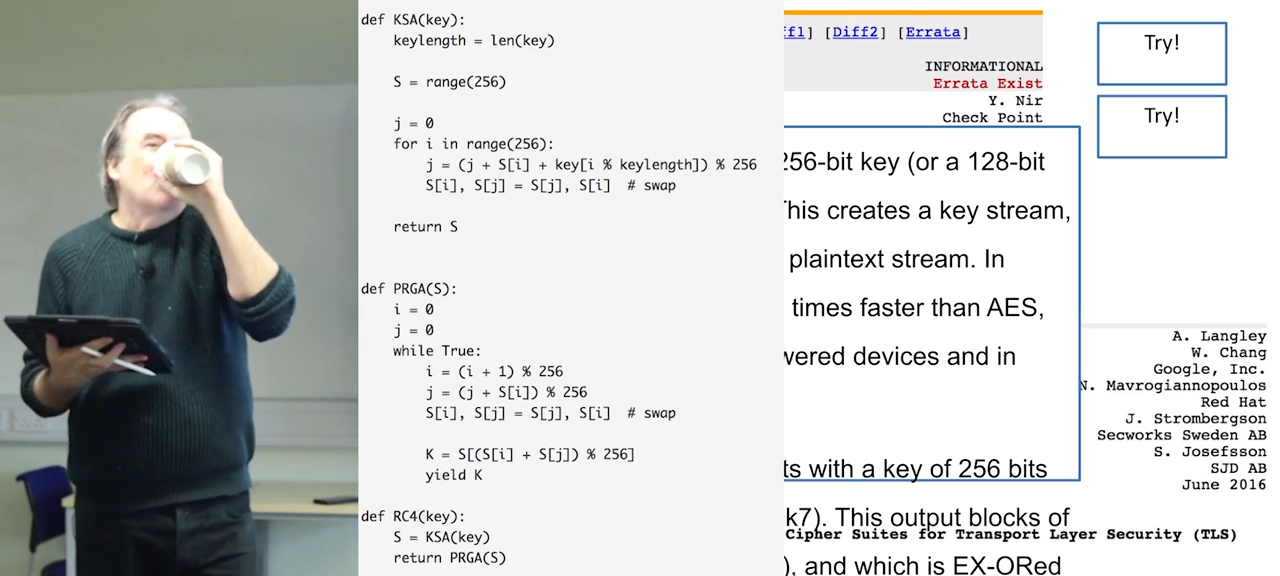 def KSA(key):
keylength = len(key)
S = range(256)
j = 0
for i in range(256):
j = (j + S[i] + key[i % keylength]) % 256
S[i], S[j] = S[j], S[i]  # swap
return S
def PRGA(S):
i = 0
j = 0
while True:
i = (i + 1) % 256
j = (j + S[i]) % 256
S[i], S[j] = S[j], S[i]  # swap
K = S[(S[i] + S[j]) % 256]
yield K
def RC4(key):
S = KSA(key)
return PRGA(S)
ff1] [Diff2] [Errata]
INFORMATIONAL
Errata Exist
Y. Nir
Check Point
256-bit key (or a 128-bit
This creates a key stream,
plaintext stream. In
times faster than AES,
wered devices and in
ts with a key of 256 bits
k7). This output blocks of
Cipher Suites for Transport Layer Security (TLS)
), and which is EX-ORed
Try!
Try!
A. Langley
W. Chang
Google, Inc.
N. Mavrogiannopoulos
Red Hat
J. Strombergson
Secworks Sweden AB
S. Josefsson
SJD AB
June 2016